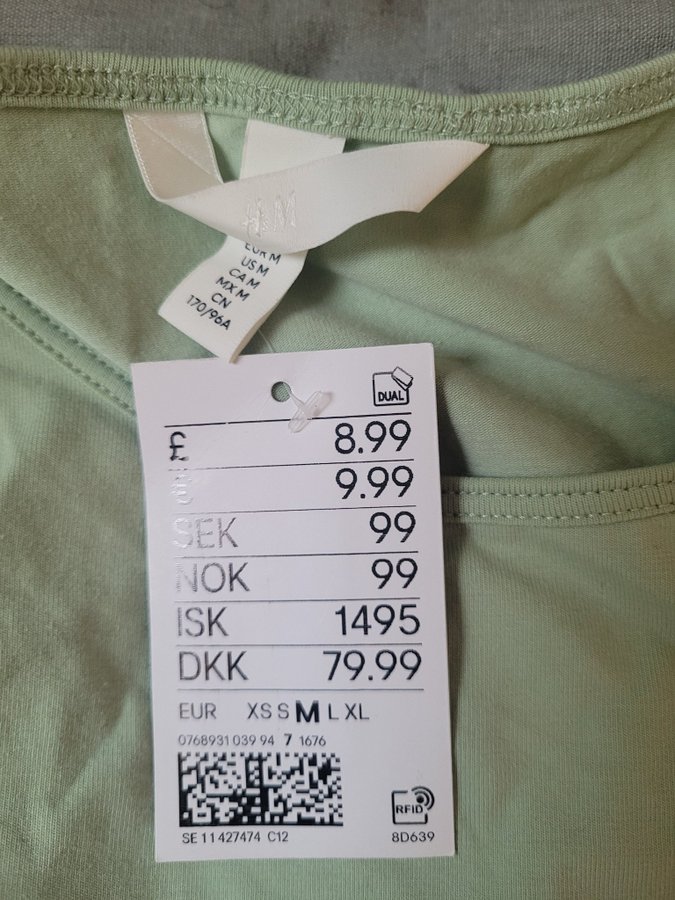 H&M
EUR M
US M
CA M
MX M
CN
170/96A
DUAL
£ 8.99
9.99
SEK 99
NOK 99
ISK 1495
DKK 79.99
EUR XS S M L XL
0768931 039 94 7 1676
RFID
SE 11 427474 C12 8D639